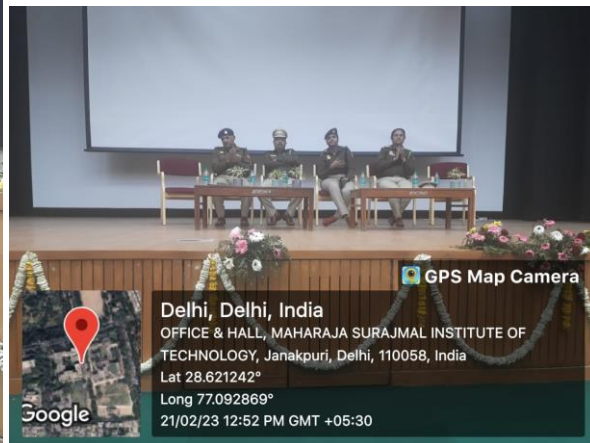 GPS Map Camera
Delhi, Delhi, India
OFFICE & HALL, MAHARAJA SURAJMAL INSTITUTE OF
TECHNOLOGY, Janakpuri, Delhi, 110058, India
Lat 28.621242°
Long 77.092869°
21/02/23 12:52 PM GMT +05:30
Google